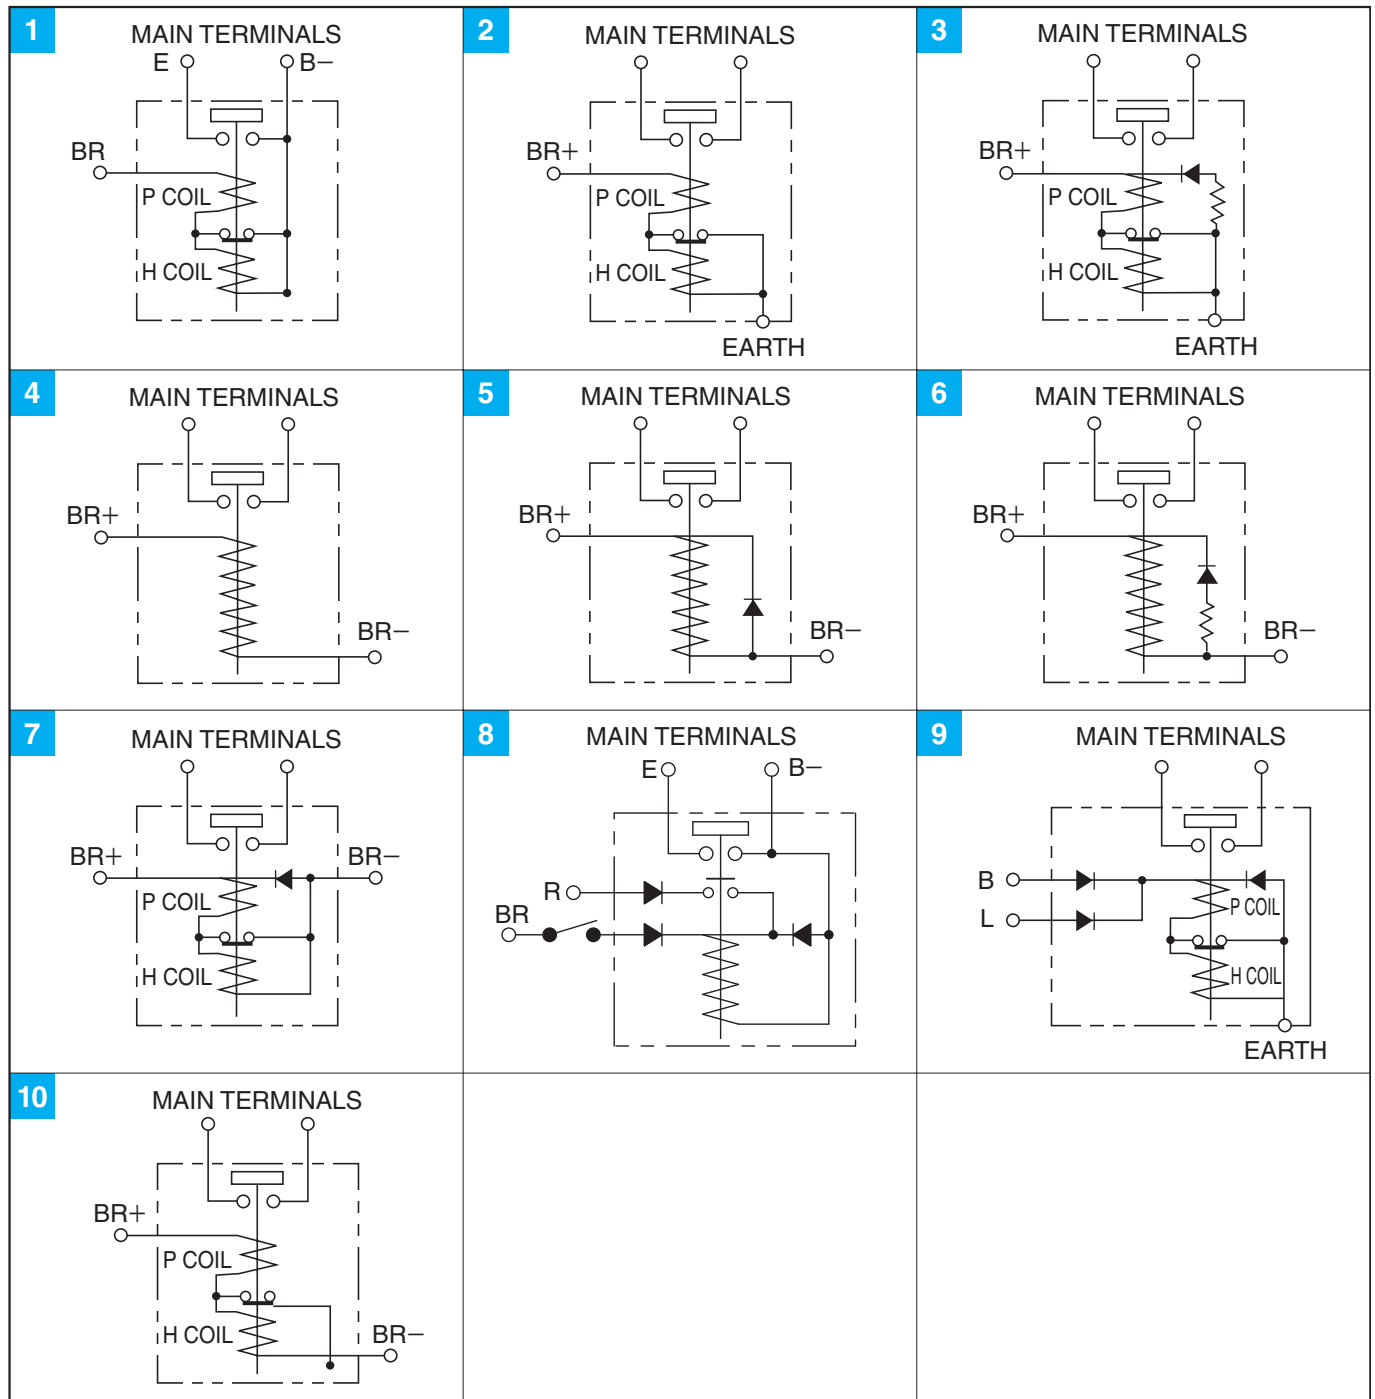 1
MAIN TERMINALS
E B−
BR
P COIL
H COIL
2
MAIN TERMINALS
BR+
P COIL
H COIL
EARTH
3
MAIN TERMINALS
BR+
P COIL
H COIL
EARTH
4
MAIN TERMINALS
BR+
BR−
5
MAIN TERMINALS
BR+
BR−
6
MAIN TERMINALS
BR+
BR−
7
MAIN TERMINALS
BR+ BR−
P COIL
H COIL
8
MAIN TERMINALS
E B−
R
BR
9
MAIN TERMINALS
B
P COIL
L
H COIL
EARTH
10
MAIN TERMINALS
BR+
P COIL
H COIL BR−